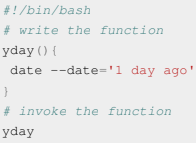 #!/bin/bash
# write the function
yday(){
 date --date='1 day ago'
}
# invoke the function
yday